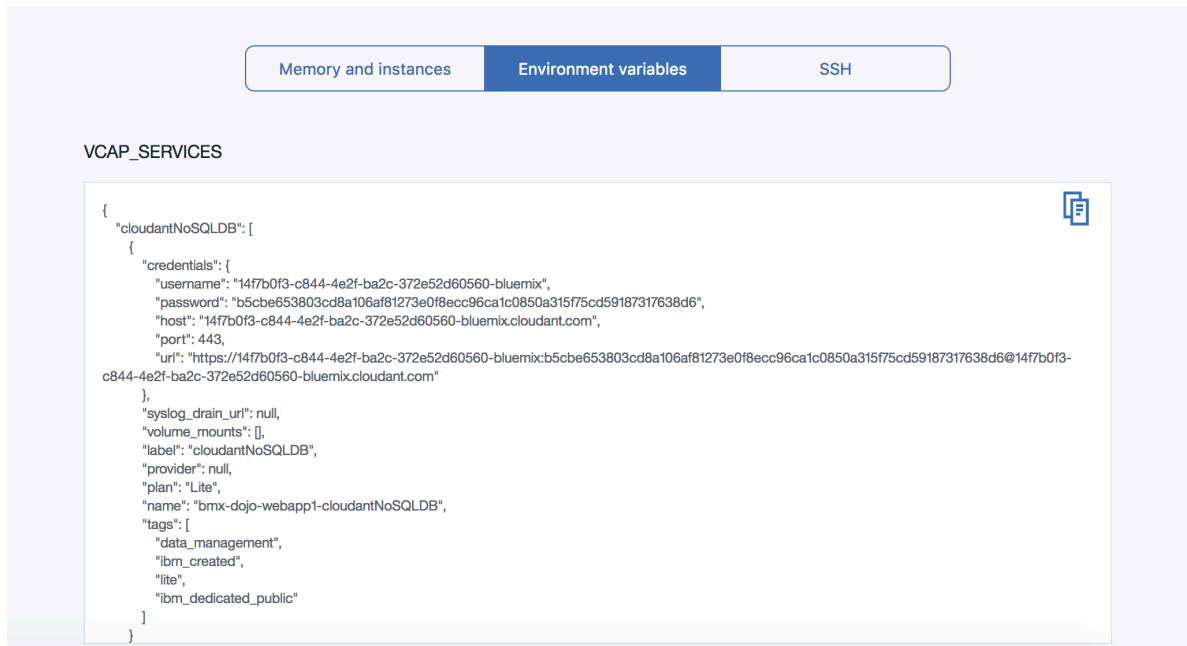 Memory and instances
Environment variables
SSH
VCAP_SERVICES
{
"cloudantNoSQLDB": [
{
"credentials": {
"username": "14f7b0f3-c844-4e2f-ba2c-372e52d60560-bluemix",
"password": "b5cbe653803cd8a106af81273e0f8ecc96ca1c0850a315f75cd59187317638d6",
"host": "14f7b0f3-c844-4e2f-ba2c-372e52d60560-bluemix.cloudant.com",
"port": 443,
"url": "https://14f7b0f3-c844-4e2f-ba2c-372e52d60560-bluemix:b5cbe653803cd8a106af81273e0f8ecc96ca1c0850a315f75cd59187317638d6@14f7b0f3-
c844-4e2f-ba2c-372e52d60560-bluemix.cloudant.com"
},
"syslog_drain_url": null,
"volume_mounts": [],
"label": "cloudantNoSQLDB",
"provider": null,
"plan": "Lite",
"name": "bmx-dojo-webapp1-cloudantNoSQLDB",
"tags": [
"data_management",
"ibm_created",
"lite",
"ibm_dedicated_public"
]
}